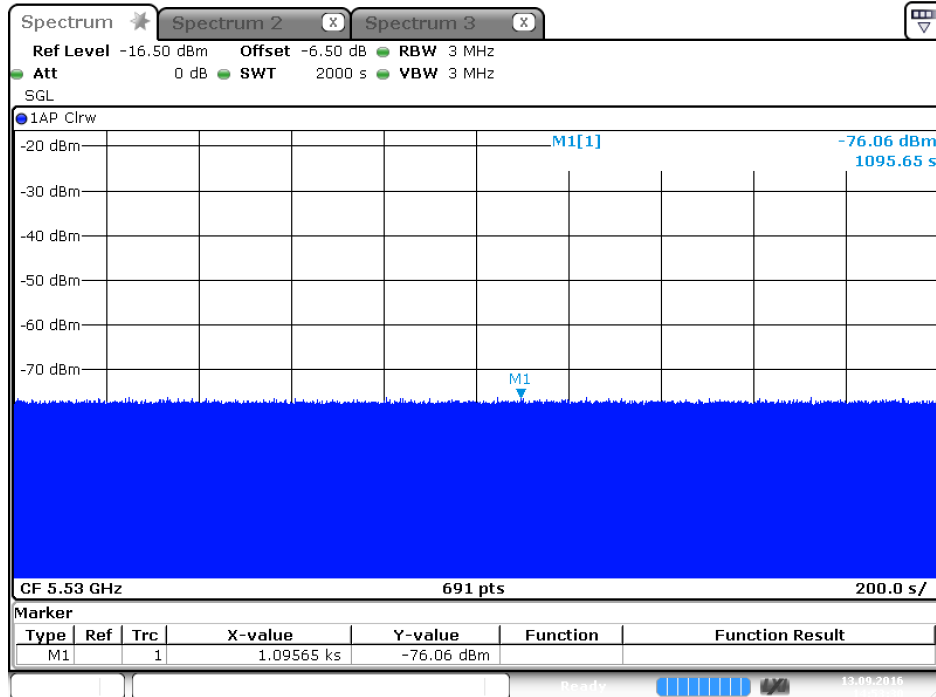 Spectrum Spectrum 2 X Spectrum 3 X
Ref Level -16.50 dBm Offset -6.50 dB RBW 3 MHz
Att 0 dB SWT 2000 s VBW 3 MHz
SGL
1AP Clrw
-20 dBm M1[1] -76.06 dBm
1095.65 s
-30 dBm
-40 dBm
-50 dBm
-60 dBm
-70 dBm
M1
CF 5.53 GHz 691 pts 200.0 s/
Marker
Type Ref Trc X-value Y-value Function Function Result
M1 1 1.09565 ks -76.06 dBm
Ready 13.09.2016